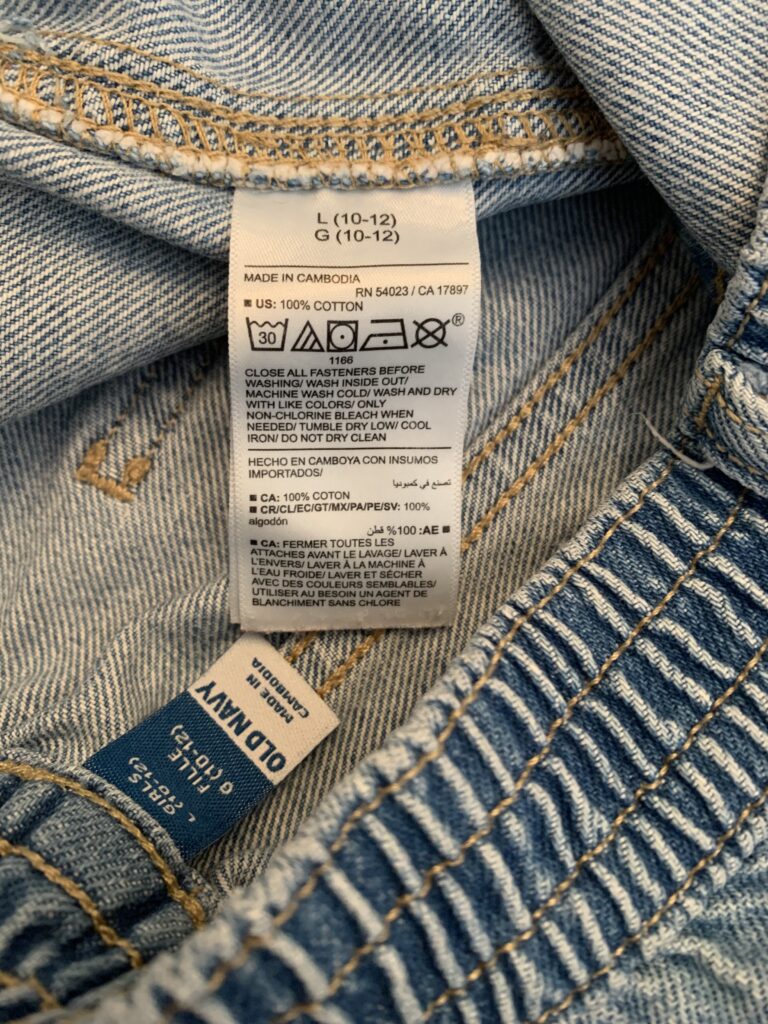 L (10-12)
G (10-12)
MADE IN CAMBODIA
RN 54023 / CA 17897
■ US: 100% COTTON
30
®
1166
CLOSE ALL FASTENERS BEFORE
WASHING/ WASH INSIDE OUT/
MACHINE WASH COLD/ WASH AND DRY
WITH LIKE COLORS/ ONLY
NON-CHLORINE BLEACH WHEN
NEEDED/ TUMBLE DRY LOW/ COOL
IRON/ DO NOT DRY CLEAN
HECHO EN CAMBOYA CON INSUMOS
IMPORTADOS/
تصنع في كمبوديا
■ CA: 100% COTON
■ CR/CL/EC/GT/MX/PA/PE/SV: 100%
algodón
■ AE: 100% قطن
■ CA: FERMER TOUTES LES
ATTACHES AVANT LE LAVAGE/ LAVER À
L'ENVERS/ LAVER À LA MACHINE À
L'EAU FROIDE/ LAVER ET SÉCHER
AVEC DES COULEURS SEMBLABLES/
UTILISER AU BESOIN UN AGENT DE
BLANCHIMENT SANS CHLORE
MADE IN
CAMBODIA
OLD NAVY
G (10-12)
FILLE
GIRLS
L (10-12)